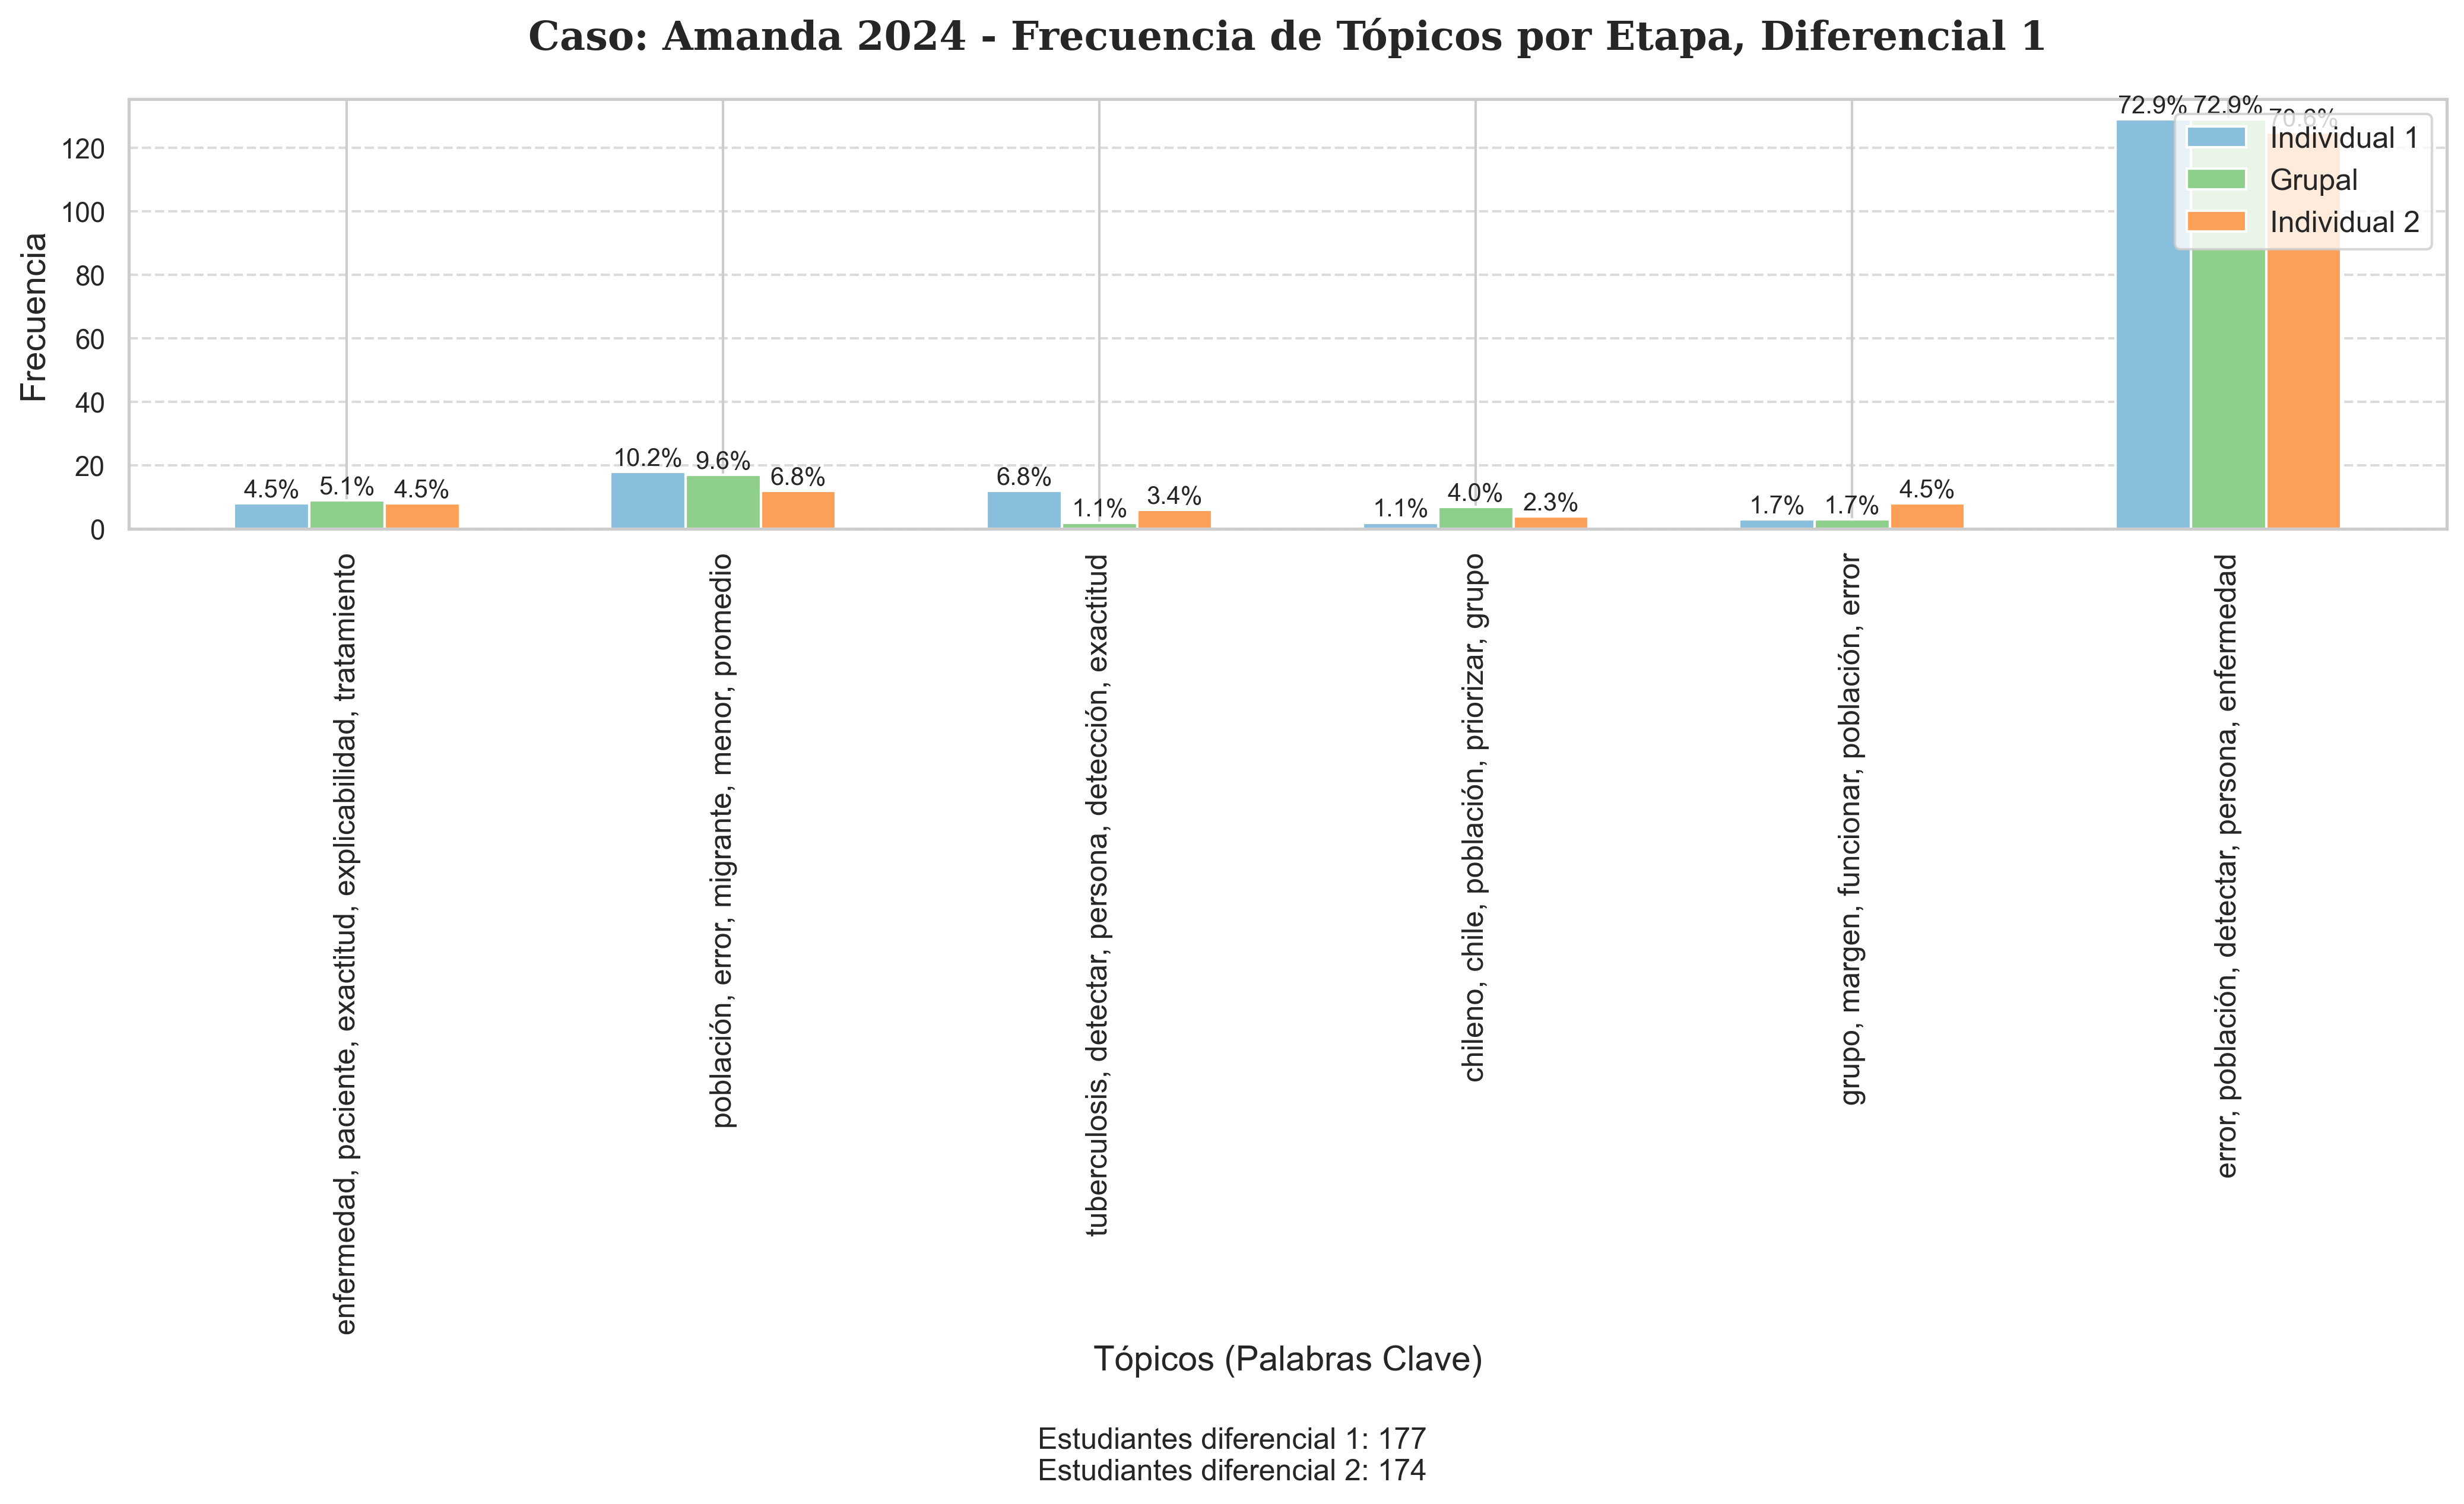 Caso: Amanda 2024 - Frecuencia de Tópicos por Etapa, Diferencial 1
72.9% 72.9% 70.6%
Individual 1
Grupal
Individual 2
Frecuencia
120
100
80
60
40
20
0
4.5% 5.1% 4.5%
10.2% 9.6% 6.8%
6.8% 1.1% 3.4%
1.1% 4.0% 2.3%
1.7% 1.7% 4.5%
enfermedad, paciente, exactitud, explicabilidad, tratamiento
población, error, migrante, menor, promedio
tuberculosis, detectar, persona, detección, exactitud
chileno, chile, población, priorizar, grupo
grupo, margen, funcionar, población, error
error, población, detectar, persona, enfermedad
Tópicos (Palabras Clave)
Estudiantes diferencial 1: 177
Estudiantes diferencial 2: 174